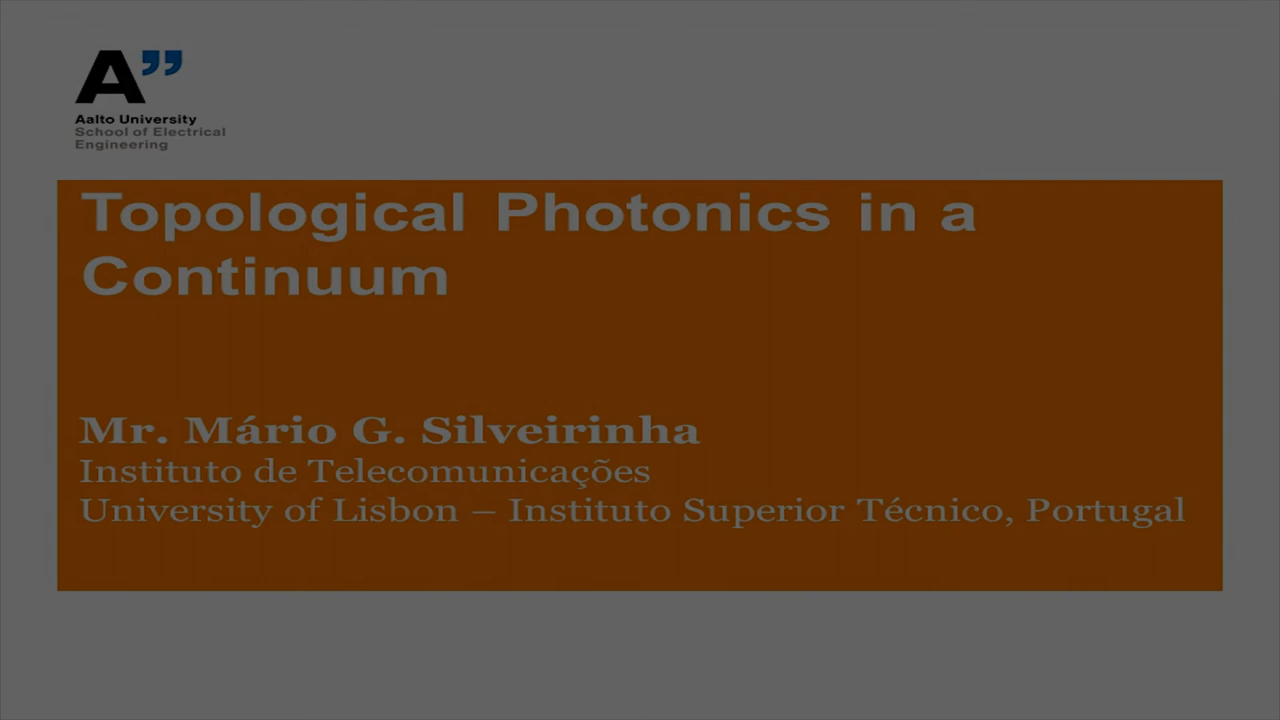 A”
Aalto University
School of Electrical
Engineering
Topological Photonics in a
Continuum
Mr. Mário G. Silveirinha
Instituto de Telecomunicações
University of Lisbon – Instituto Superior Técnico, Portugal